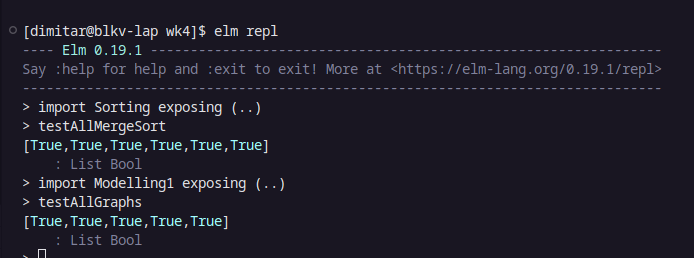 [dimitar@blkv-lap wk4]$ elm repl
---- Elm 0.19.1 ----------------------------------------------------------------
Say :help for help and :exit to exit! More at <https://elm-lang.org/0.19.1/repl>
--------------------------------------------------------------------------------
> import Sorting exposing (..)
> testAllMergeSort
[True,True,True,True,True,True]
    : List Bool
> import Modelling1 exposing (..)
> testAllGraphs
[True,True,True,True,True]
    : List Bool
>